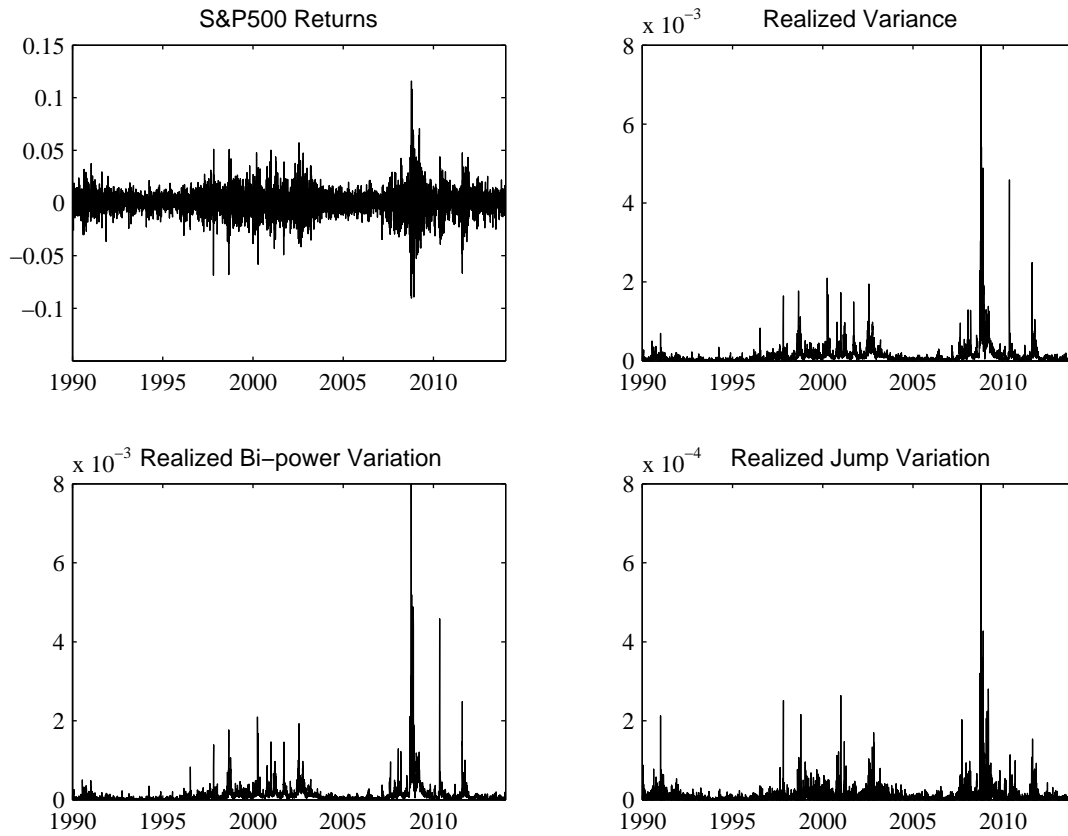 S&P500 Returns
0.15
0.1
0.05
0
−0.05
−0.1
1990 1995 2000 2005 2010
Realized Variance
x 10−3
8
6
4
2
0
1990 1995 2000 2005 2010
Realized Bi−power Variation
x 10−3
8
6
4
2
0
1990 1995 2000 2005 2010
Realized Jump Variation
x 10−4
8
6
4
2
0
1990 1995 2000 2005 2010